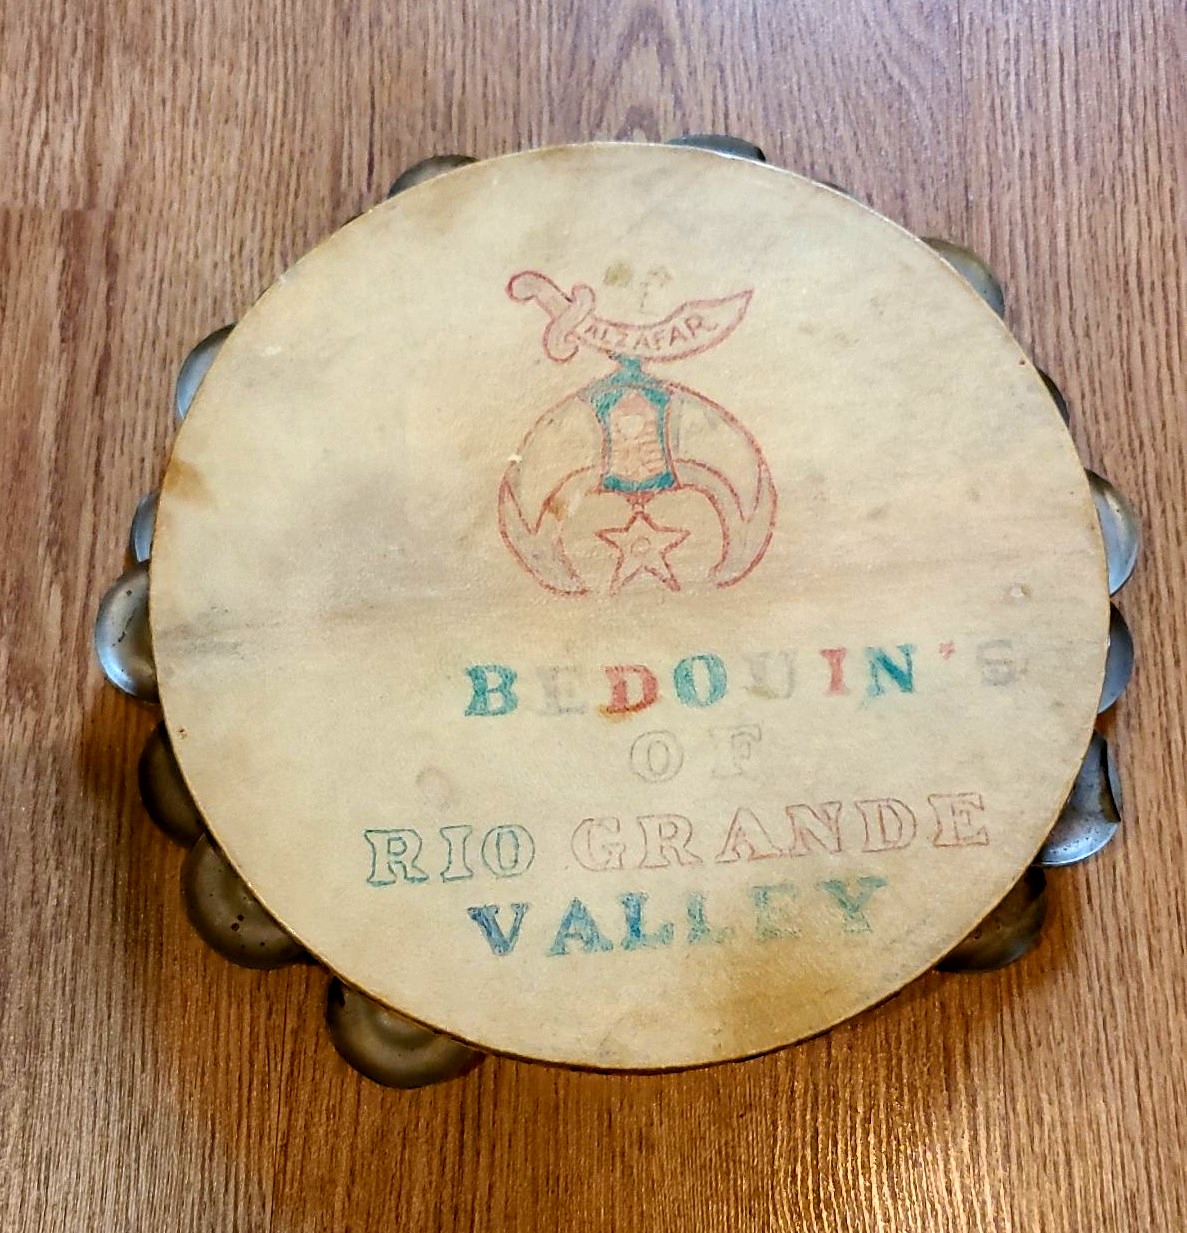 ALZAFAR
BEDOUIN'S
OF
RIO GRANDE
VALLEY